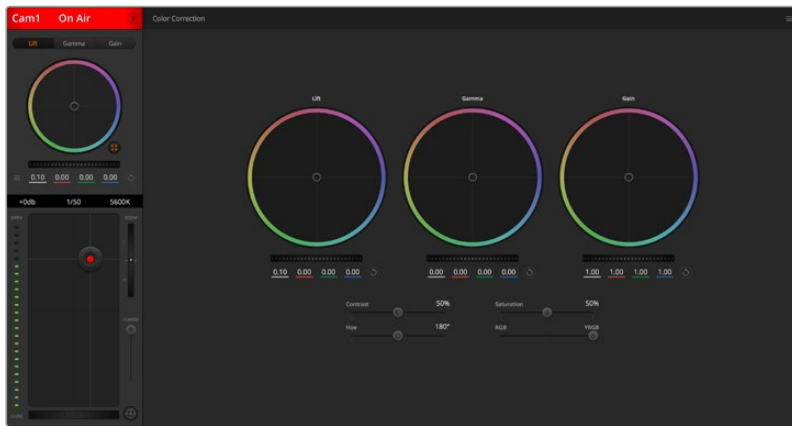 Cam1 On Air
Color Correction
Lift Gamma Gain
0.10 0.00 0.00 0.00
+0db 1/50 5600K
Lift Gamma Gain
0.10 0.00 0.00 0.00
0.00 0.00 0.00 0.00
1.00 1.00 1.00 1.00
Contrast 50%
Saturation 50%
Hue 180°
RGB YRGB